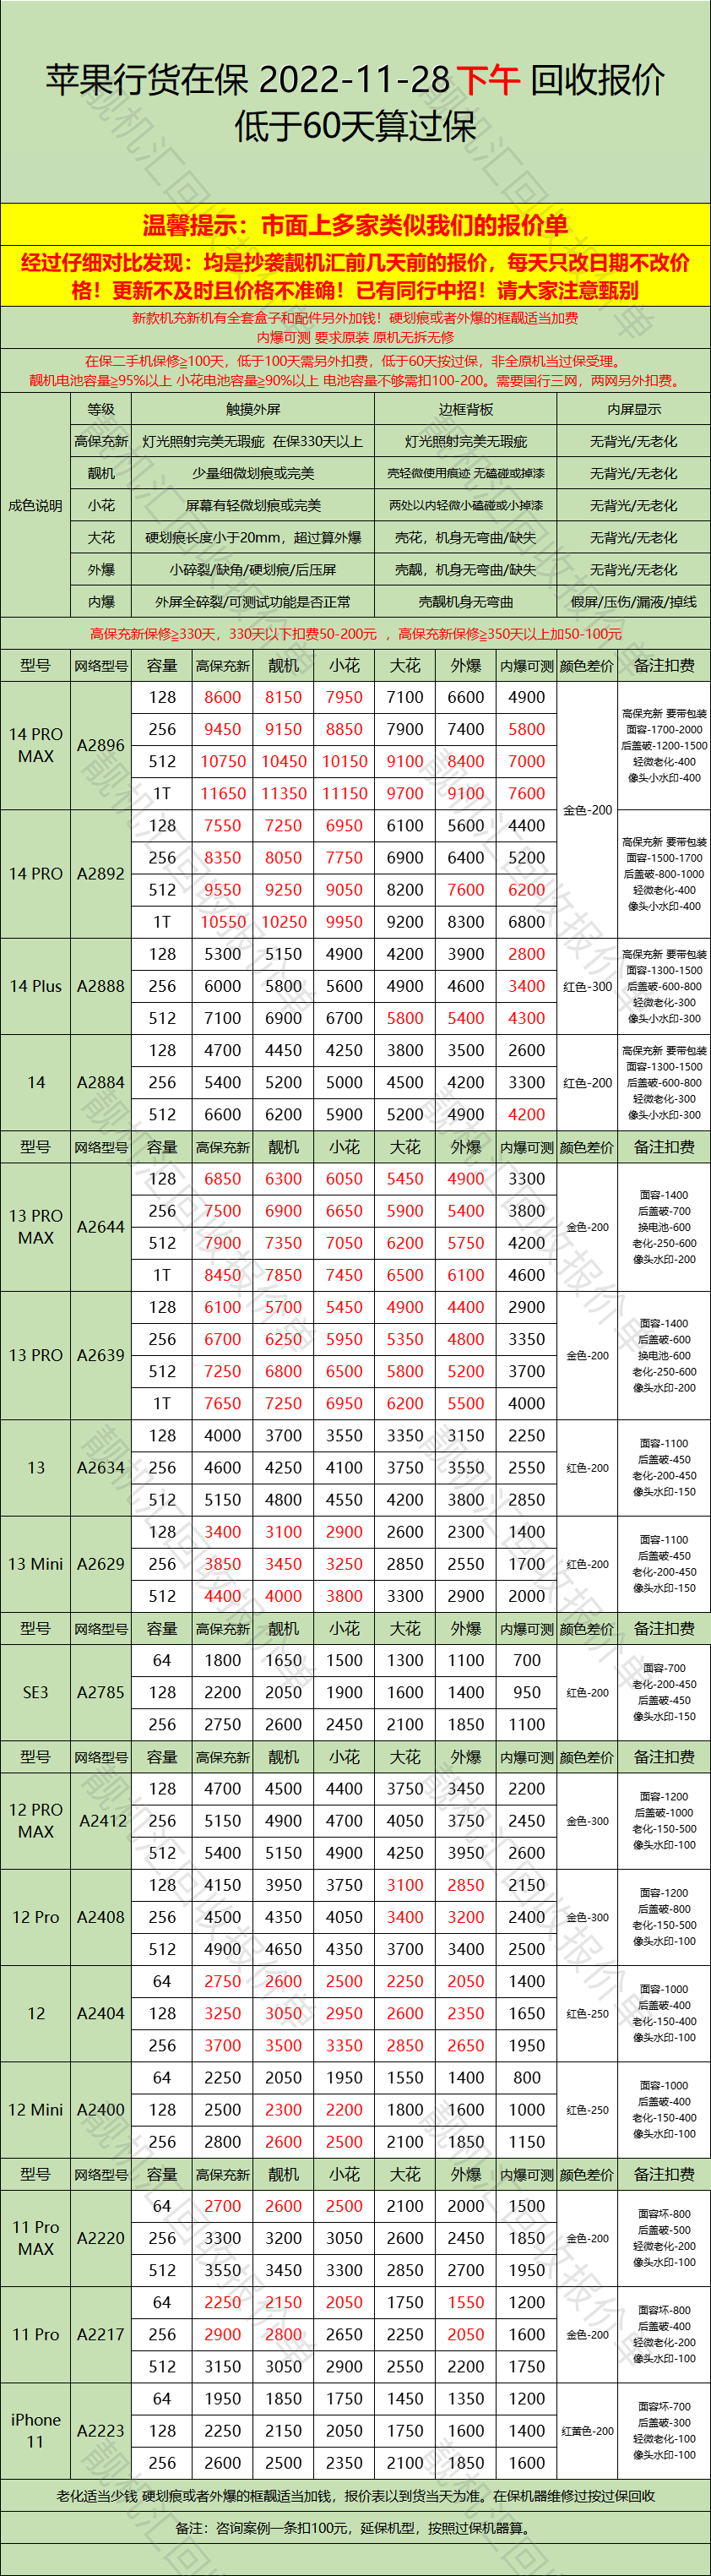 苹果行货在保 2022-11-28下午 回收报价
低于60天算过保
温馨提示：市面上多家类似我们的报价单
经过仔细对比发现：均是抄袭靓机汇前几天前的报价，每天只改日期不改价
格！更新不及时且价格不准确！已有同行中招！请大家注意甄别
新款机充新机有全套盒子和配件另外加钱！硬划痕或者外爆的框靓适当加费
内爆可测 要求原装 原机无拆无修
在保二手机保修≧100天，低于100天需另外扣费，低于60天按过保，非全原机当过保受理。
靓机电池容量≧95%以上 小花电池容量≧90%以上 电池容量不够需扣100-200。需要国行三网，两网另外扣费。
成色说明
等级 触摸外屏 边框背板 内屏显示
高保充新 灯光照射完美无瑕疵 在保330天以上 灯光照射完美无瑕疵 无背光/无老化
靓机 少量细微划痕或完美 壳轻微使用痕迹 无磕碰或掉漆 无背光/无老化
小花 屏幕有轻微划痕或完美 两处以内轻微小磕碰或小掉漆 无背光/无老化
大花 硬划痕长度小于20mm，超过算外爆 壳花，机身无弯曲/缺失 无背光/无老化
外爆 小碎裂/缺角/硬划痕/后压屏 壳靓，机身无弯曲/缺失 无背光/无老化
内爆 外屏全碎裂/可测试功能是否正常 壳靓机身无弯曲 假屏/压伤/漏液/掉线
高保充新保修≧330天，330天以下扣费50-200元 ，高保充新保修≧350天以上加50-100元
型号 网络型号 容量 高保充新 靓机 小花 大花 外爆 内爆可测 颜色差价 备注扣费
14 PRO
MAX
A2896
128 8600 8150 7950 7100 6600 4900
256 9450 9150 8850 7900 7400 5800
512 10750 10450 10150 9100 8400 7000
1T 11650 11350 11150 9700 9100 7600
高保充新 要带包装
面容-1700-2000
后盖破-1200-1500
轻微老化-400
像头小水印-400
金色-200
14 PRO
A2892
128 7550 7250 6950 6100 5600 4400
256 8350 8050 7750 6900 6400 5200
512 9550 9250 9050 8200 7600 6200
1T 10550 10250 9950 9200 8300 6800
高保充新 要带包装
面容-1500-1700
后盖破-800-1000
轻微老化-400
像头小水印-400
14 Plus
A2888
128 5300 5150 4900 4200 3900 2800
256 6000 5800 5600 4900 4600 3400
512 7100 6900 6700 5800 5400 4300
红色-300
高保充新 要带包装
面容-1300-1500
后盖破-600-800
轻微老化-300
像头小水印-300
14
A2884
128 4700 4450 4250 3800 3500 2600
256 5400 5200 5000 4500 4200 3300
512 6600 6200 5900 5200 4900 4200
红色-200
高保充新 要带包装
面容-1300-1500
后盖破-600-800
轻微老化-300
像头小水印-300
型号 网络型号 容量 高保充新 靓机 小花 大花 外爆 内爆可测 颜色差价 备注扣费
13 PRO
MAX
A2644
128 6850 6300 6050 5450 4900 3300
256 7500 6900 6650 5900 5400 3800
512 7900 7350 7050 6200 5750 4200
1T 8450 7850 7450 6500 6100 4600
金色-200
面容-1400
后盖破-700
换电池-600
老化-250-600
像头水印-200
13 PRO
A2639
128 6100 5700 5450 4900 4400 2900
256 6700 6250 5950 5350 4800 3350
512 7250 6800 6500 5800 5200 3700
1T 7650 7250 6950 6200 5500 4000
金色-200
面容-1400
后盖破-600
换电池-600
老化-250-600
像头水印-200
13
A2634
128 4000 3700 3550 3350 3150 2250
256 4600 4250 4100 3750 3550 2550
512 5150 4800 4550 4200 3800 2850
红色-200
面容-1100
后盖破-450
老化-200-450
像头水印-150
13 Mini
A2629
128 3400 3100 2900 2600 2300 1400
256 3850 3450 3250 2850 2550 1700
512 4400 4000 3800 3300 2900 2000
红色-200
面容-1100
后盖破-450
老化-200-450
像头水印-150
型号 网络型号 容量 高保充新 靓机 小花 大花 外爆 内爆可测 颜色差价 备注扣费
SE3
A2785
64 1800 1650 1500 1300 1100 700
128 2200 2050 1900 1600 1400 950
256 2750 2600 2450 2100 1850 1100
红色-200
面容-700
老化-200-450
后盖破-450
像头水印-150
型号 网络型号 容量 高保充新 靓机 小花 大花 外爆 内爆可测 颜色差价 备注扣费
12 PRO
MAX
A2412
128 4700 4500 4400 3750 3450 2200
256 5150 4900 4700 4050 3750 2450
512 5400 5150 4900 4250 3950 2600
金色-300
面容-1200
后盖破-1000
老化-150-500
像头水印-100
12 Pro
A2408
128 4150 3950 3750 3100 2850 2150
256 4500 4350 4050 3400 3200 2400
512 4900 4650 4350 3700 3400 2500
金色-300
面容-1200
后盖破-800
老化-150-500
像头水印-100
12
A2404
64 2750 2600 2500 2250 2050 1400
128 3250 3050 2950 2600 2350 1650
256 3700 3500 3350 2850 2650 1950
红色-250
面容-1000
后盖破-400
老化-150-400
像头水印-100
12 Mini
A2400
64 2250 2050 1950 1550 1400 800
128 2500 2300 2200 1800 1600 1000
256 2800 2600 2500 2100 1850 1150
红色-250
面容-1000
后盖破-400
老化-150-400
像头水印-100
型号 网络型号 容量 高保充新 靓机 小花 大花 外爆 内爆可测 颜色差价 备注扣费
11 Pro
MAX
A2220
64 2700 2600 2500 2100 2000 1500
256 3300 3200 3050 2600 2450 1850
512 3550 3450 3300 2850 2700 1950
金色-200
面容坏-800
后盖破-500
轻微老化-200
像头水印-100
11 Pro
A2217
64 2250 2150 2050 1750 1550 1200
256 2900 2800 2650 2250 2050 1600
512 3150 3050 2900 2550 2200 1750
金色-200
面容坏-800
后盖破-400
轻微老化-200
像头水印-100
iPhone
11
A2223
64 1950 1850 1750 1450 1350 1200
128 2250 2150 2050 1750 1600 1400
256 2600 2500 2350 2100 1850 1600
红黄色-200
面容坏-700
后盖破-300
轻微老化-100
像头水印-100
老化适当少钱 硬划痕或者外爆的框靓适当加钱，报价表以到货当天为准。在保机器维修过按过保回收
备注：咨询案例一条扣100元，延保机型，按照过保机器算。
靓机汇回收报价单